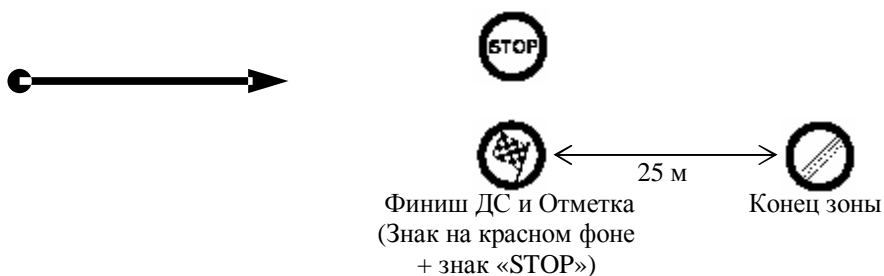 STOP
25 м
Финиш ДС и Отметка
(Знак на красном фоне
+ знак «STOP»)
Конец зоны